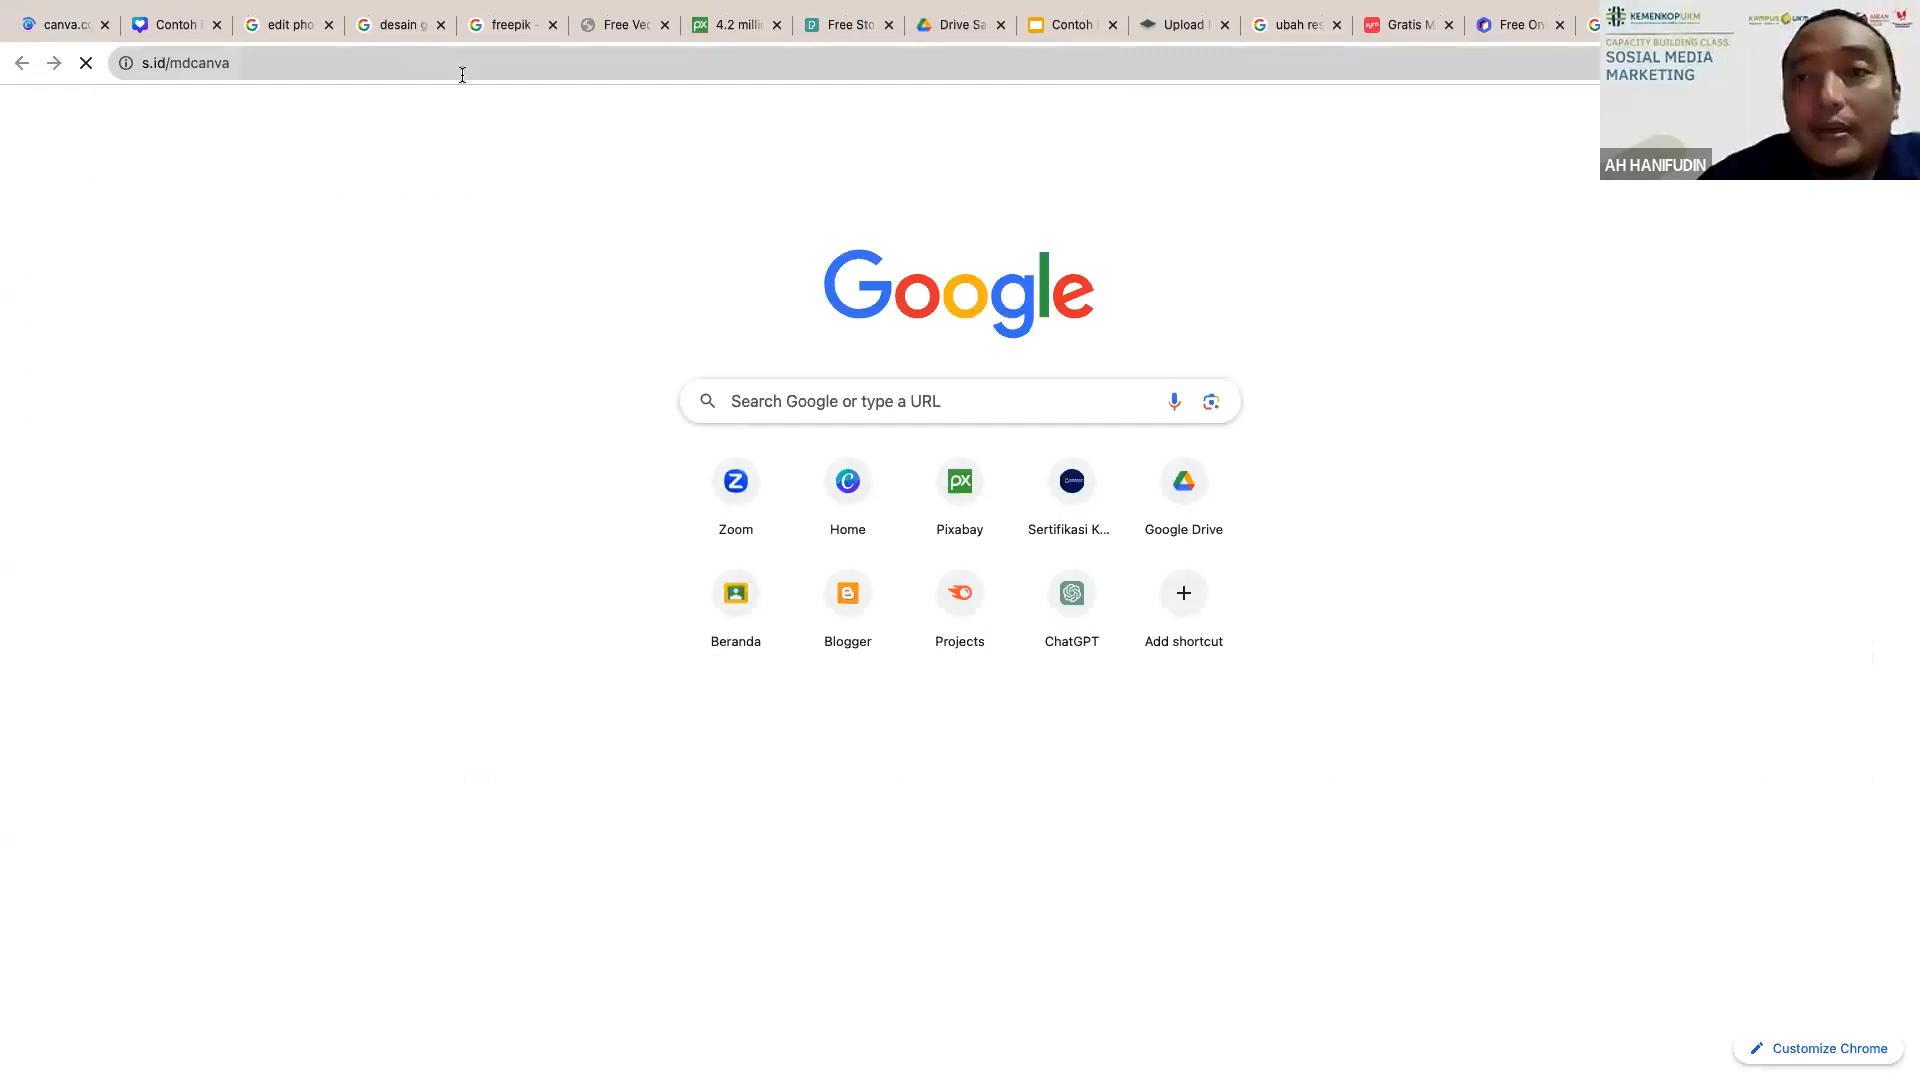 canva.c
Contoh
edit pho
desain g
freepik -
Free Vec
4.2 milli
Free Sto
Drive Sa
Contoh
Upload
ubah res
Gratis M
Free On
s.id/mdcanva
KEMENKOPUKM
CAPACITY BUILDING CLASS
SOSIAL MEDIA
MARKETING
AH HANIFUDIN
Google
Search Google or type a URL
Zoom
Home
Pixabay
Sertifikasi K...
Google Drive
Beranda
Blogger
Projects
ChatGPT
Add shortcut
Customize Chrome